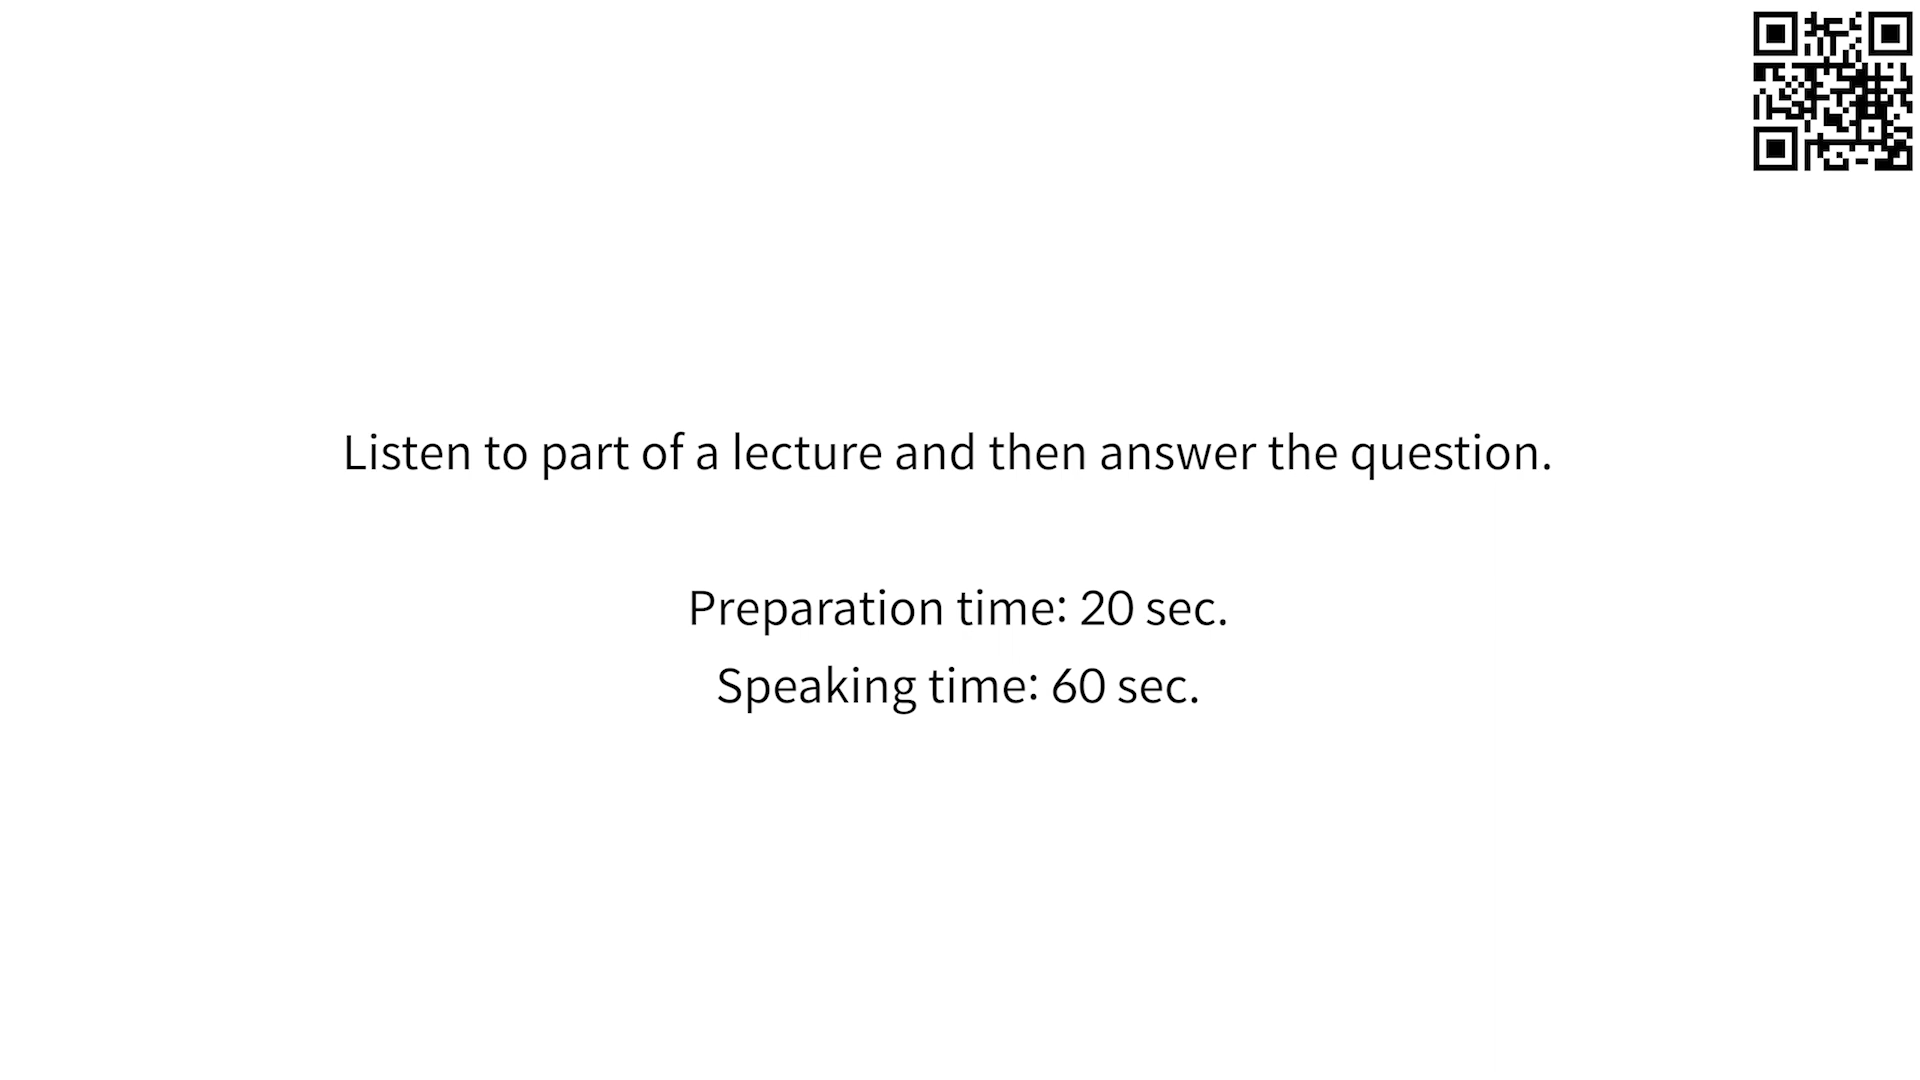 Listen to part of a lecture and then answer the question.
Preparation time: 20 sec.
Speaking time: 60 sec.